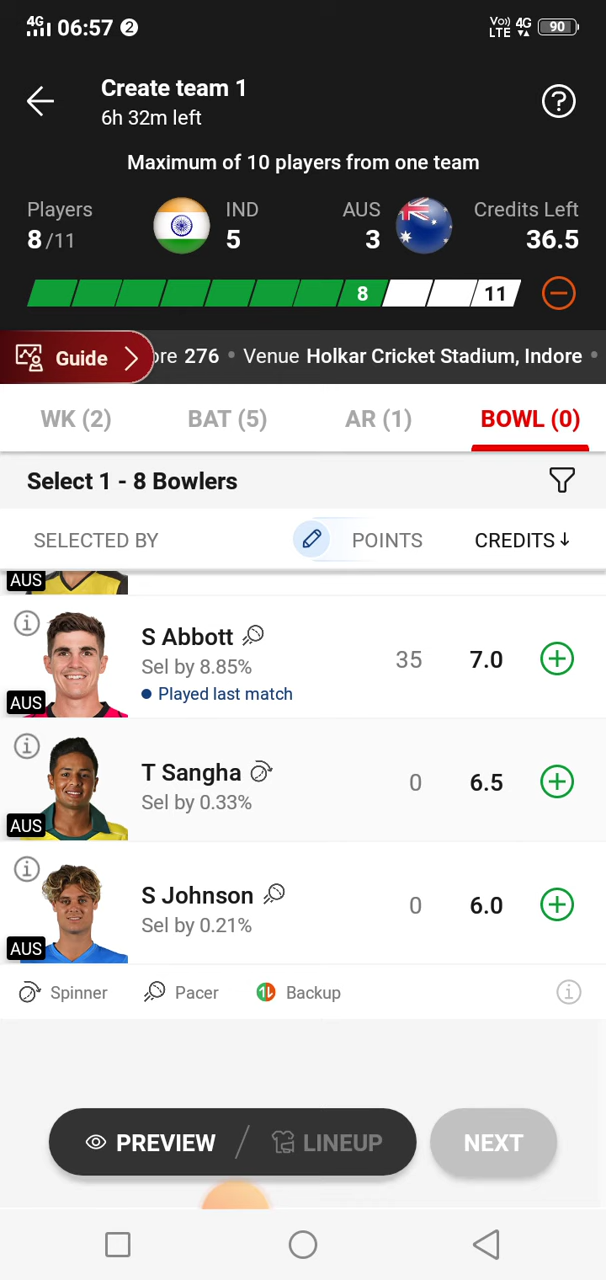 4G 06:57 2 Vo)) LTE 4G 90
Create team 1
6h 32m left
Maximum of 10 players from one team
Players IND AUS Credits Left
8/11 5 3 36.5
8 11
Guide ore 276 • Venue Holkar Cricket Stadium, Indore •
WK (2) BAT (5) AR (1) BOWL (0)
Select 1 - 8 Bowlers
SELECTED BY POINTS CREDITS↓
AUS
S Abbott
Sel by 8.85% 35 7.0
• Played last match
AUS
T Sangha
Sel by 0.33% 0 6.5
AUS
S Johnson
Sel by 0.21% 0 6.0
AUS
Spinner Pacer Backup
PREVIEW / LINEUP NEXT